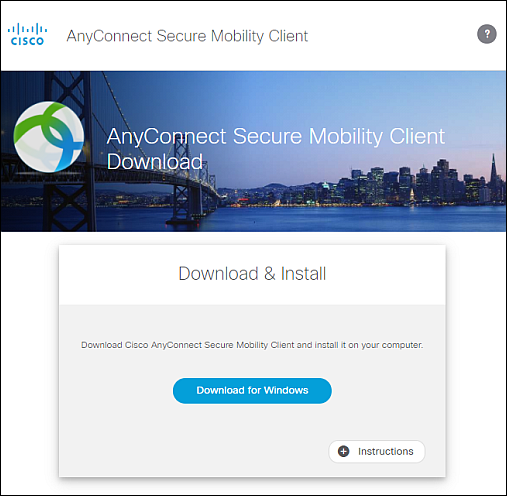 CISCO
AnyConnect Secure Mobility Client
?
AnyConnect Secure Mobility Client
Download
Download & Install
Download Cisco AnyConnect Secure Mobility Client and install it on your computer.
Download for Windows
Instructions